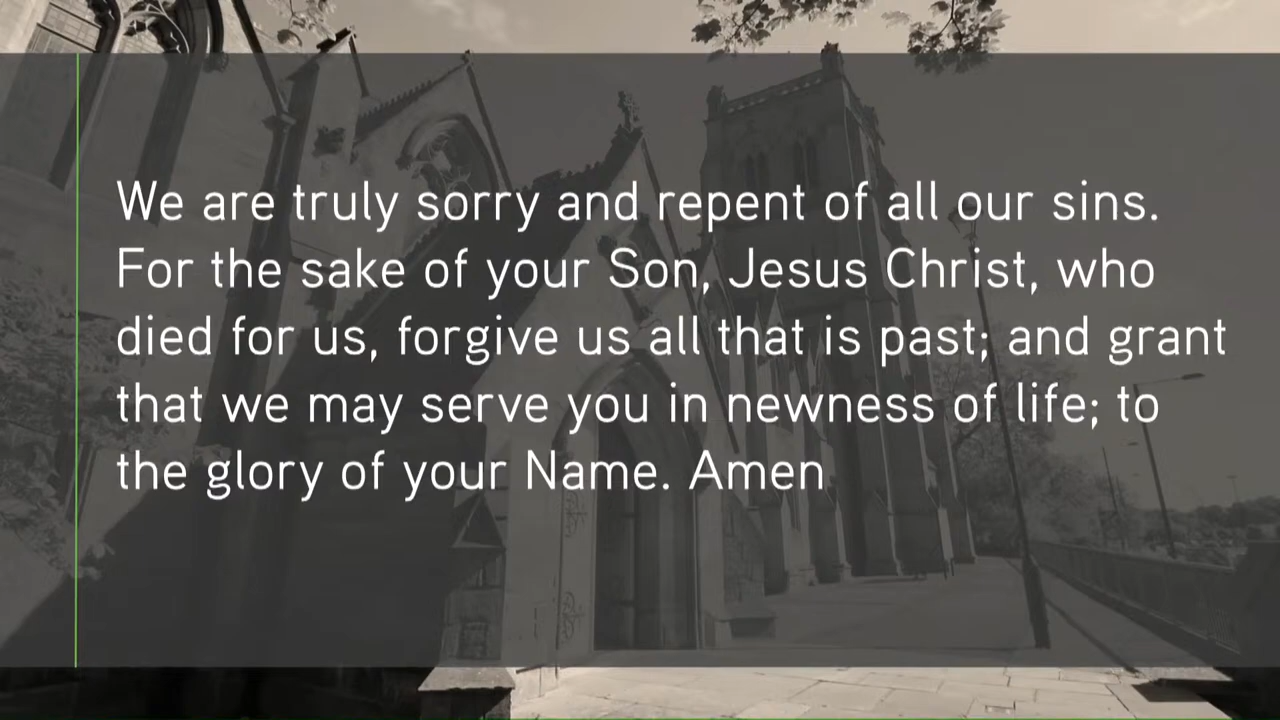 We are truly sorry and repent of all our sins.
For the sake of your Son, Jesus Christ, who
died for us, forgive us all that is past; and grant
that we may serve you in newness of life; to
the glory of your Name. Amen